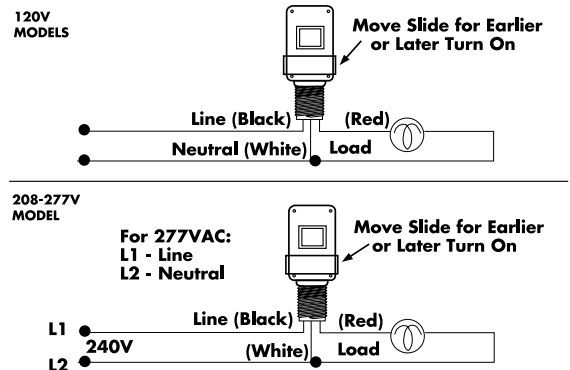 120V
MODELS
Move Slide for Earlier
or Later Turn On
Line (Black)
(Red)
Neutral (White)
Load
208-277V
MODEL
For 277VAC:
L1 - Line
L2 - Neutral
Move Slide for Earlier
or Later Turn On
Line (Black)
(Red)
L1
240V
(White)
Load
L2